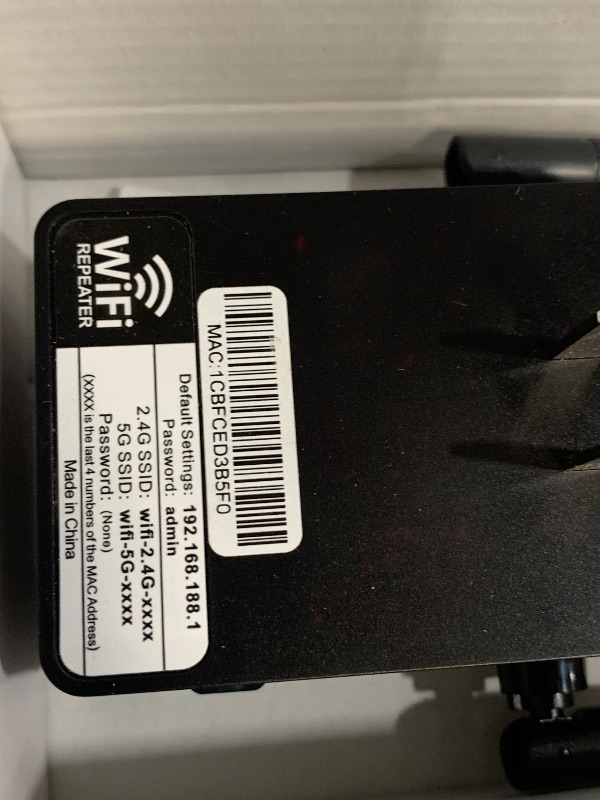 WiFi
REPEATER
Default Settings: 192.168.188.1
Password: admin
2.4G SSID: wifi-2.4G-xxxx
5G SSID: wifi-5G-xxxx
Password: (None)
(xxxx is the last 4 numbers of the MAC Address)
Made in China
MAC:1CBFCED3B5F0